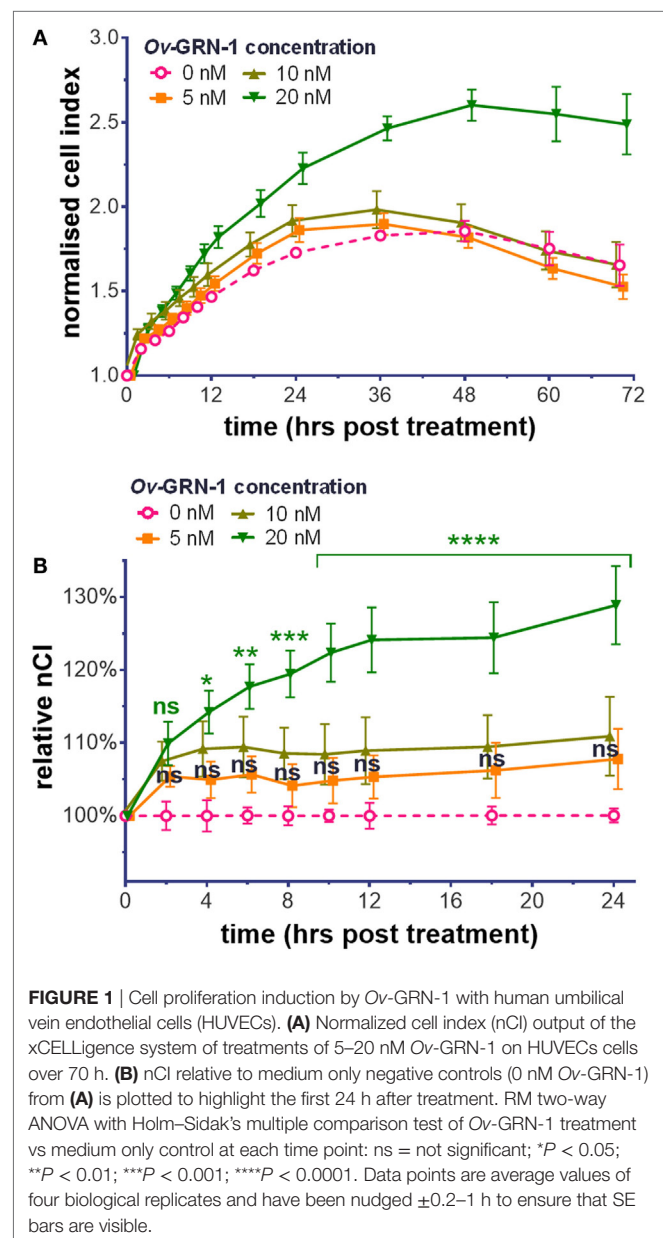 A
Ov-GRN-1 concentration
0 nM 10 nM
5 nM 20 nM
normalised cell index
3.0
2.5
2.0
1.5
1.0
0 12 24 36 48 60 72
time (hrs post treatment)
Ov-GRN-1 concentration
0 nM 10 nM
5 nM 20 nM
B
****
relative nCI
130%
120%
110%
100%
ns * ** ***
ns ns ns ns ns ns ns ns
0 4 8 12 16 20 24
time (hrs post treatment)
FIGURE 1 | Cell proliferation induction by Ov-GRN-1 with human umbilical
vein endothelial cells (HUVECs). (A) Normalized cell index (nCI) output of the
xCELLigence system of treatments of 5–20 nM Ov-GRN-1 on HUVECs cells
over 70 h. (B) nCI relative to medium only negative controls (0 nM Ov-GRN-1)
from (A) is plotted to highlight the first 24 h after treatment. RM two-way
ANOVA with Holm–Sidak's multiple comparison test of Ov-GRN-1 treatment
vs medium only control at each time point: ns = not significant; *P < 0.05;
**P < 0.01; ***P < 0.001; ****P < 0.0001. Data points are average values of
four biological replicates and have been nudged ±0.2–1 h to ensure that SE
bars are visible.